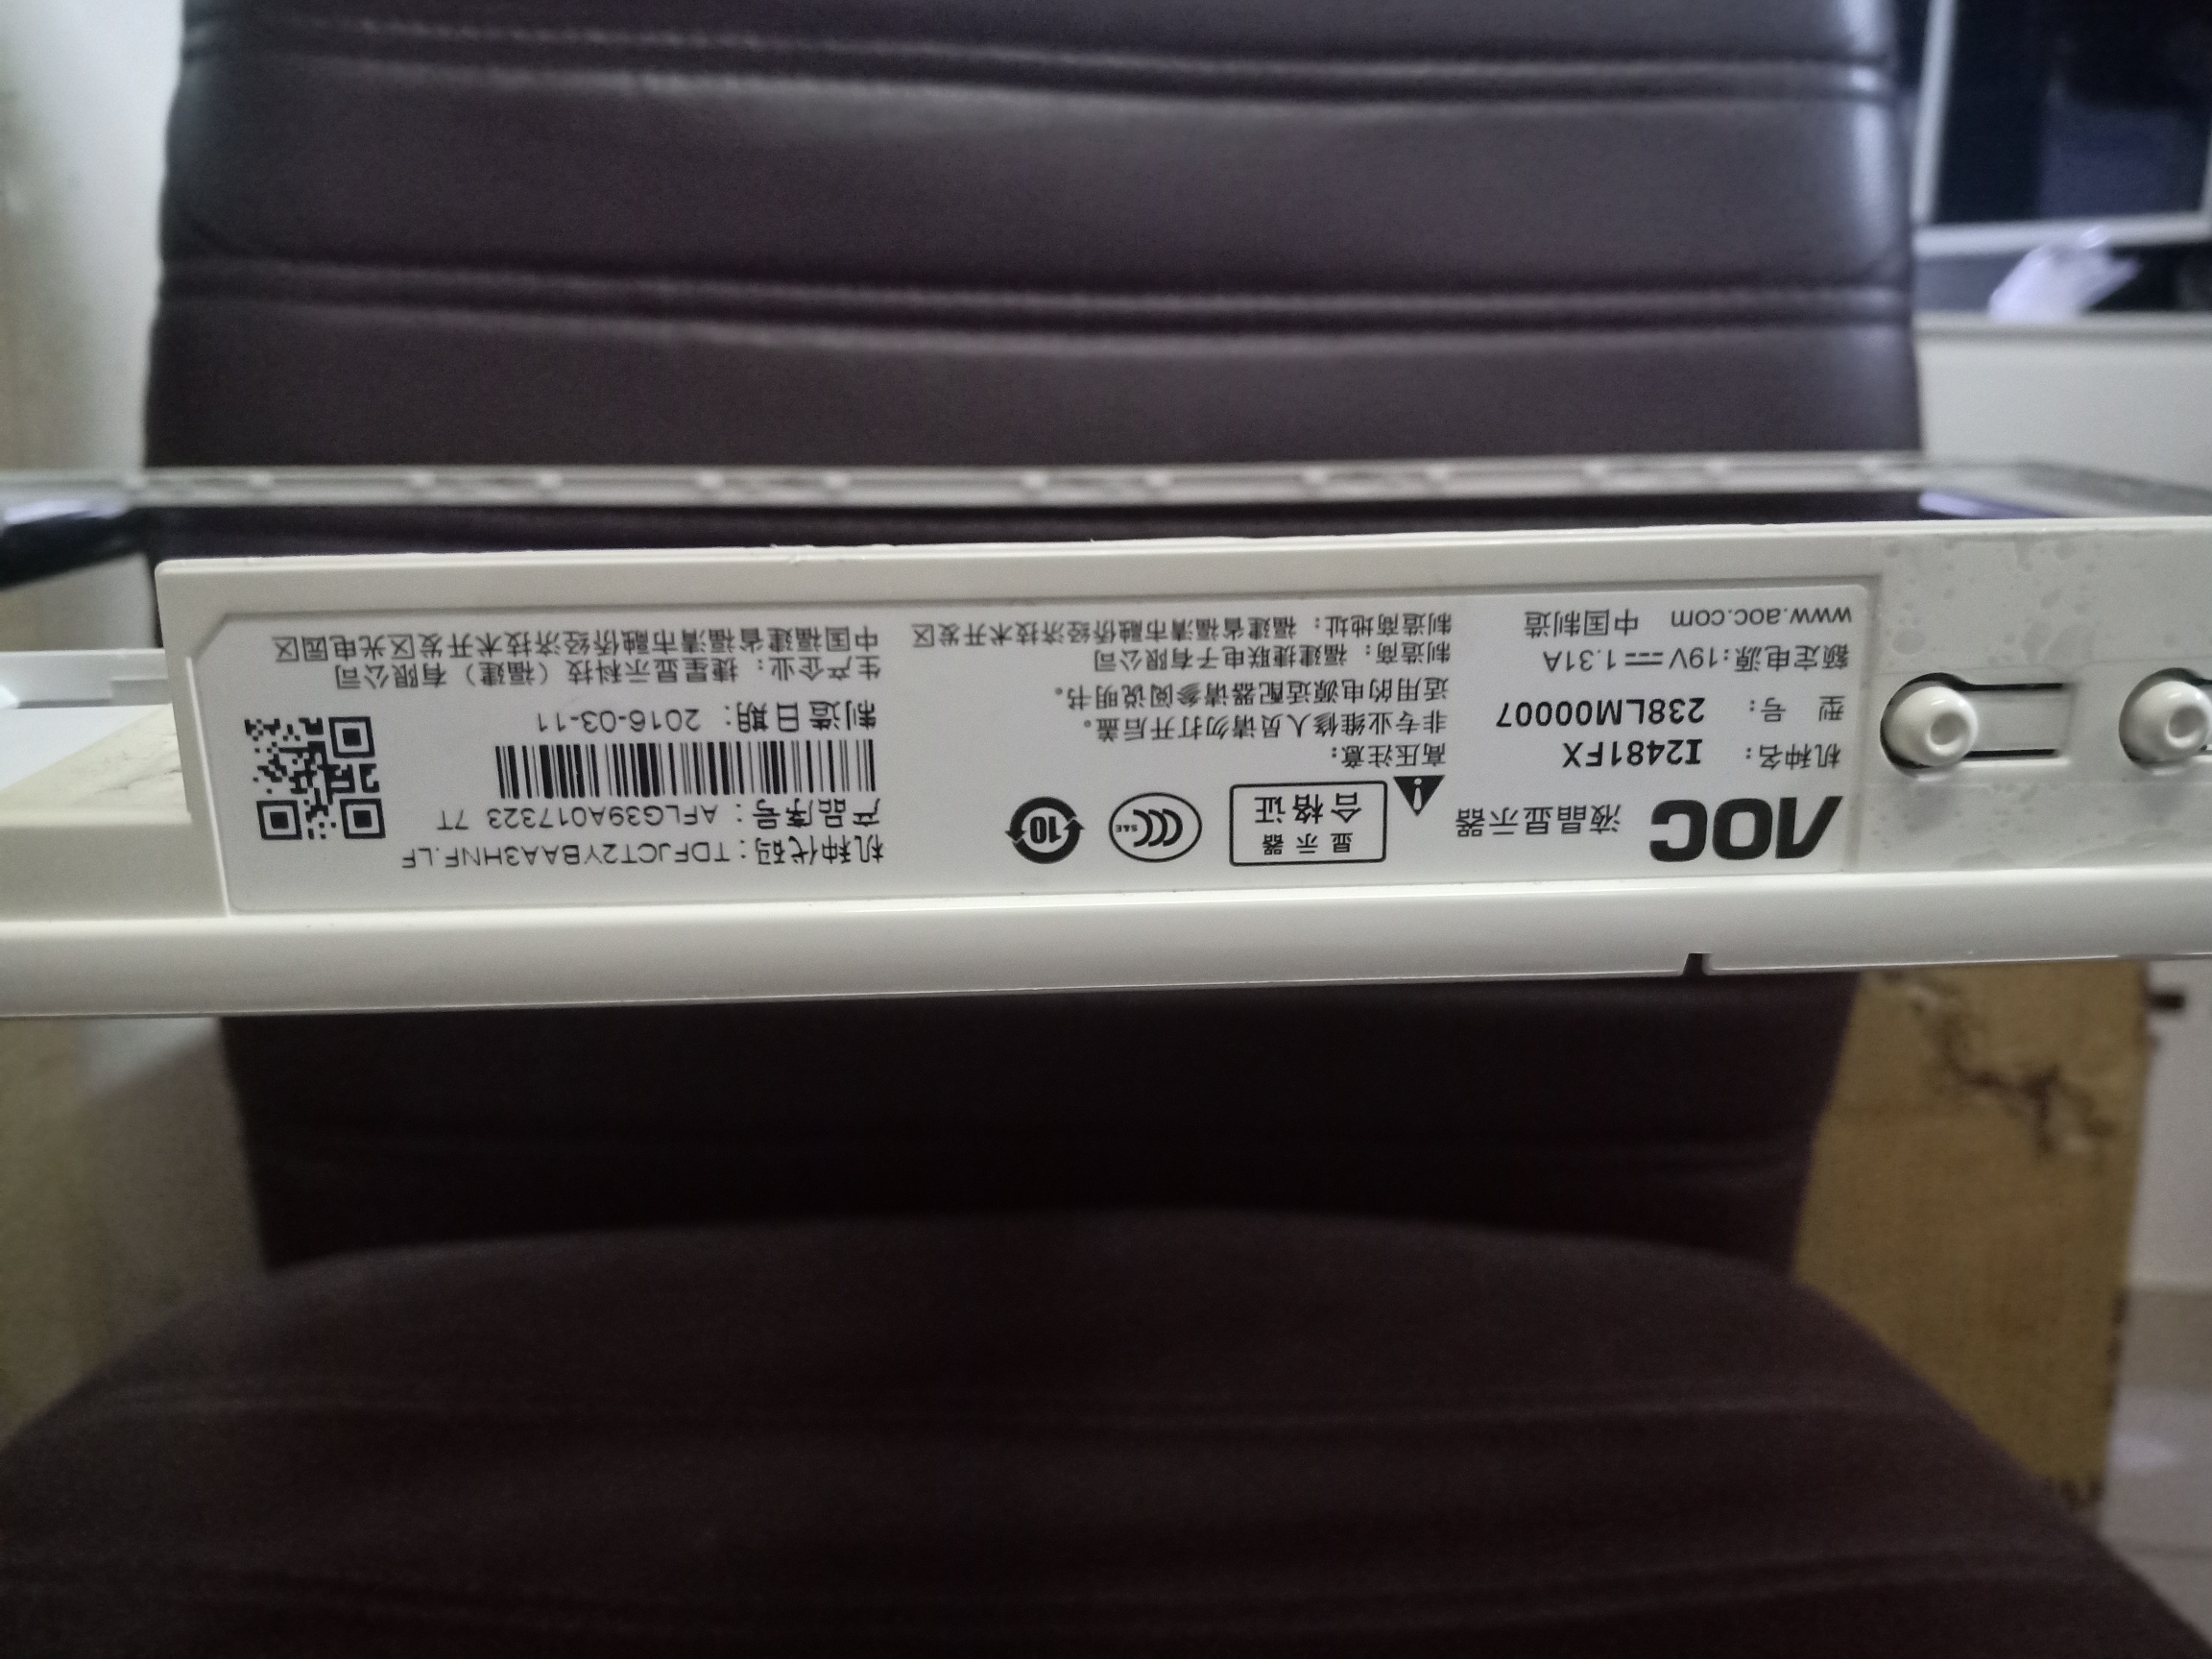 AOC 液晶显示器
机种名： I2481FX
型 号： 238LM00007
额定电源:19V 1.31A
www.aoc.com 中国制造
显示器
合格证
CCC S&E
10
高压注意:
非专业维修人员请勿打开后盖。
适用的电源适配器请参阅说明书。
制造商：福建捷联电子有限公司
制造商地址：福建省福清市融侨经济技术开发区
机种代码：TDFJCT2YBAA3HNF.LF
产品序号：AFLG39A017323 7T
制造日期：2016-03-11
生产企业：捷星显示科技（福建）有限公司
中国福建省福清市融侨经济技术开发区光电园区